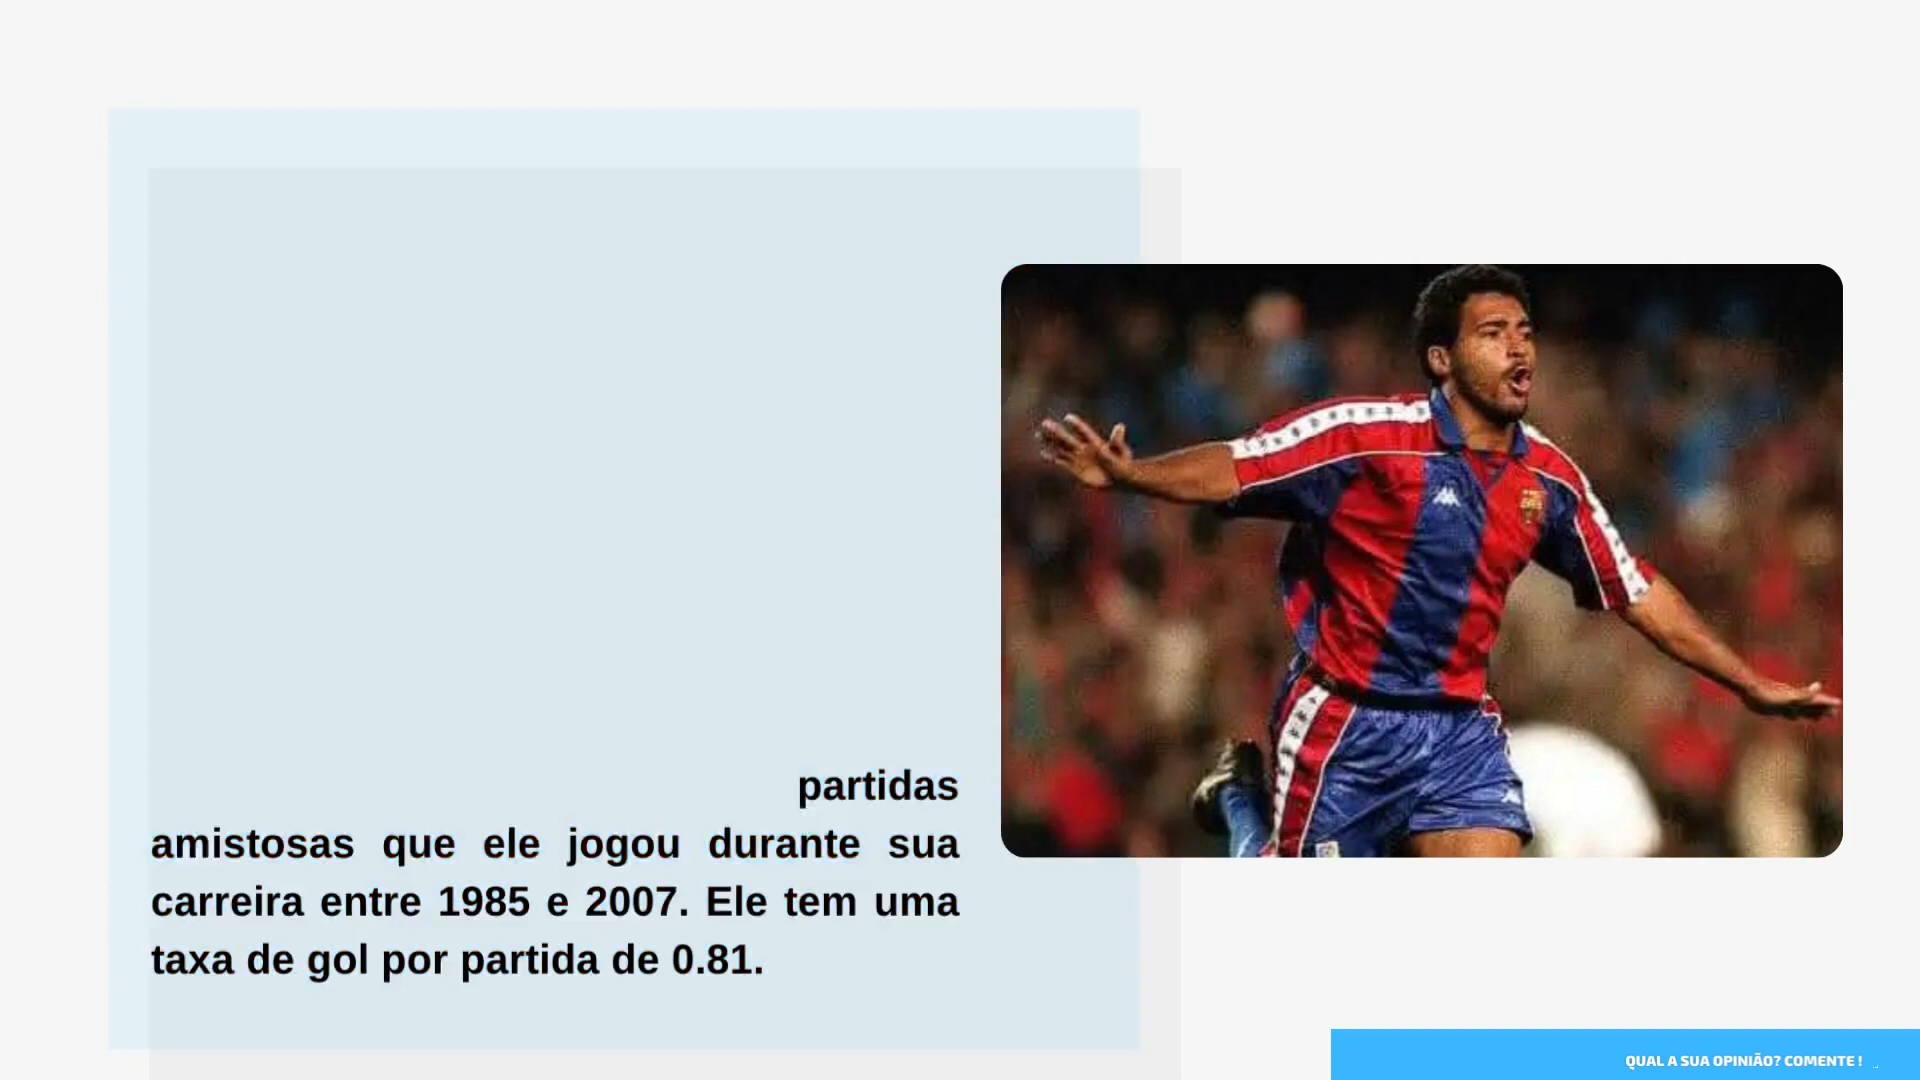 partidas
amistosas que ele jogou durante sua
carreira entre 1985 e 2007. Ele tem uma
taxa de gol por partida de 0.81.
QUAL A SUA OPINIÃO? COMENTE !